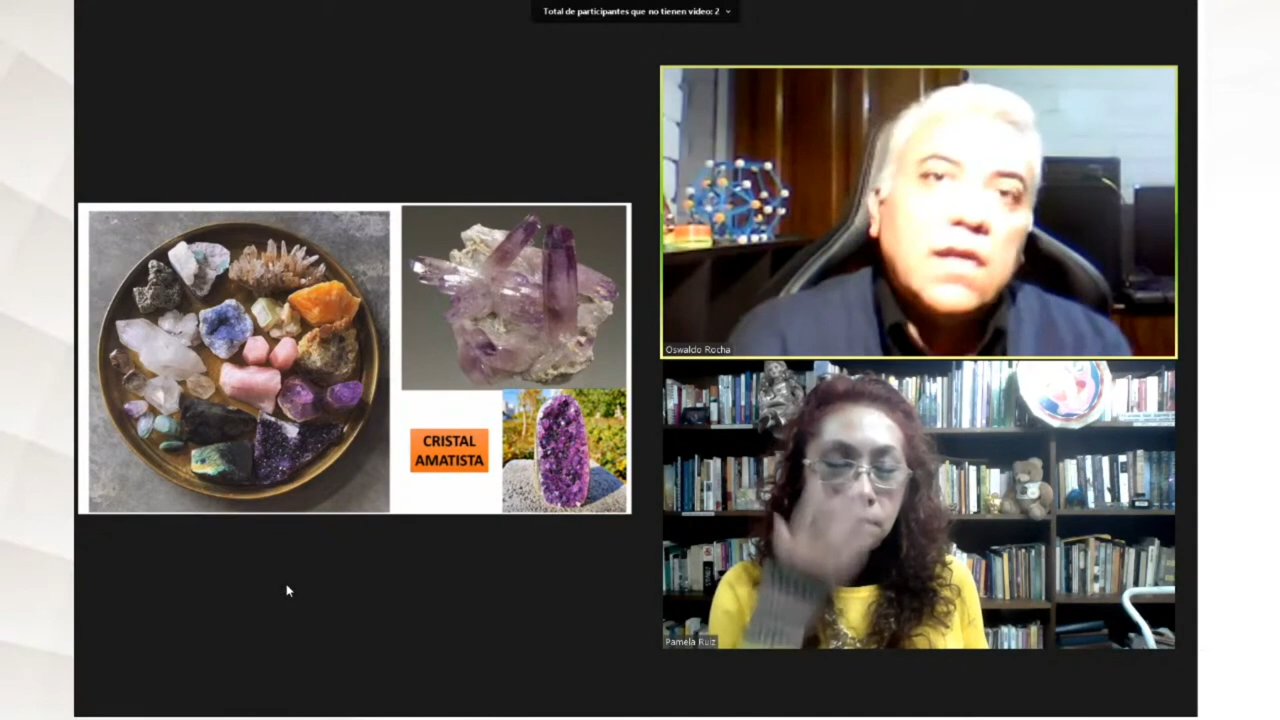 Total de participantes que no tienen video: 2
CRISTAL
AMATISTA
Oswaldo Rocha
Pamela Ruiz